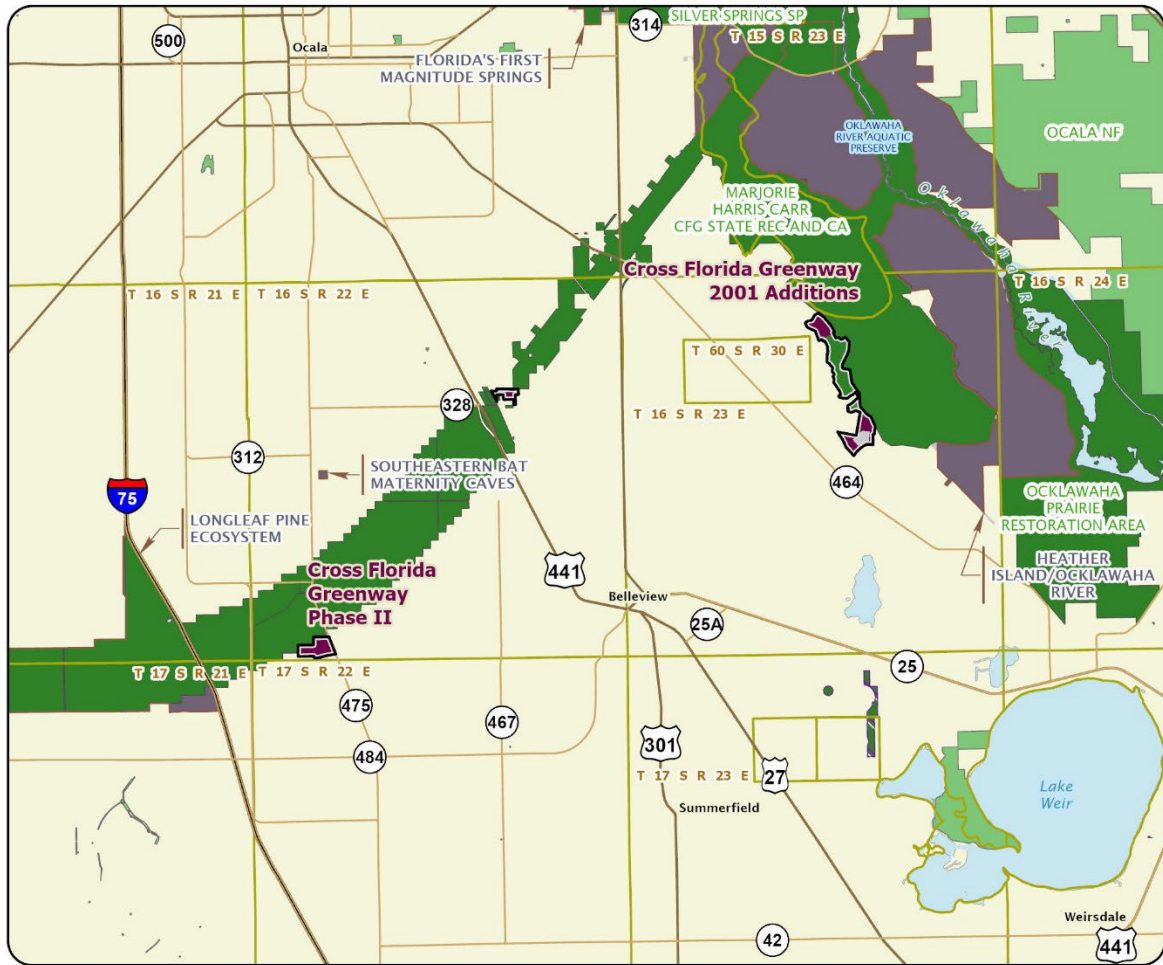 SILVER SPRINGS SP
500
314
T 15 S R 23 E
Ocala
FLORIDA'S FIRST
MAGNITUDE SPRINGS
OKLAWAHA
RIVER AQUATIC
PRESERVE
OCALA NF
MARJORIE
HARRIS CARR
CFG STATE REC AND CA
Oklawaha River
Cross Florida Greenway
2001 Additions
T 16 S R 21 E
T 16 S R 22 E
T 16 S R 24 E
T 60 S R 30 E
328
T 16 S R 23 E
312
SOUTHEASTERN BAT
MATERNITY CAVES
464
75
LONGLEAF PINE
ECOSYSTEM
OCKLAWAHA
PRAIRIE
RESTORATION AREA
HEATHER
ISLAND/OCKLAWAHA
RIVER
Cross Florida
Greenway
Phase II
441
Belleview
25A
25
T 17 S R 21 E
T 17 S R 22 E
475
467
484
301
T 17 S R 23 E
27
Summerfield
Lake
Weir
Weirsdale
42
441